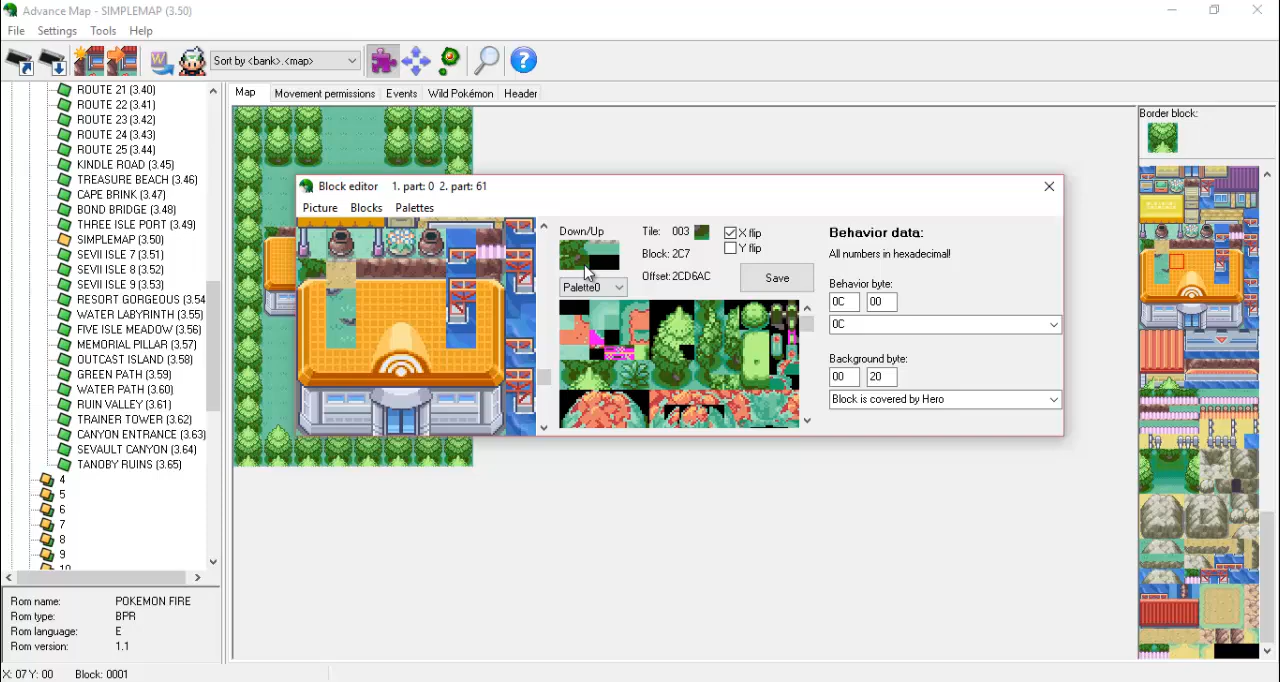 Advance Map - SIMPLEMAP (3.50)
File Settings Tools Help
Sort by <bank>.<map>
ROUTE 21 (3.40)
ROUTE 22 (3.41)
ROUTE 23 (3.42)
ROUTE 24 (3.43)
ROUTE 25 (3.44)
KINDLE ROAD (3.45)
TREASURE BEACH (3.46)
CAPE BRINK (3.47)
BOND BRIDGE (3.48)
THREE ISLE PORT (3.49)
SIMPLEMAP (3.50)
SEVII ISLE 7 (3.51)
SEVII ISLE 8 (3.52)
SEVII ISLE 9 (3.53)
RESORT GORGEOUS (3.54
WATER LABYRINTH (3.55)
FIVE ISLE MEADOW (3.56)
MEMORIAL PILLAR (3.57)
OUTCAST ISLAND (3.58)
GREEN PATH (3.59)
WATER PATH (3.60)
RUIN VALLEY (3.61)
TRAINER TOWER (3.62)
CANYON ENTRANCE (3.63)
SEVAULT CANYON (3.64)
TANOBY RUINS (3.65)
4
5
6
7
8
9
10
Rom name: POKEMON FIRE
Rom type: BPR
Rom language: E
Rom version: 1.1
X: 07 Y: 00 Block: 0001
Map Movement permissions Events Wild Pokémon Header
Block editor 1. part: 0 2. part: 61
Picture Blocks Palettes
Down/Up
Palette0
Tile: 003
Block: 2C7
Offset: 2CD6AC
X flip
Y flip
Save
Behavior data:
All numbers in hexadecimal!
Behavior byte:
0C 00
0C
Background byte:
00 20
Block is covered by Hero
Border block: